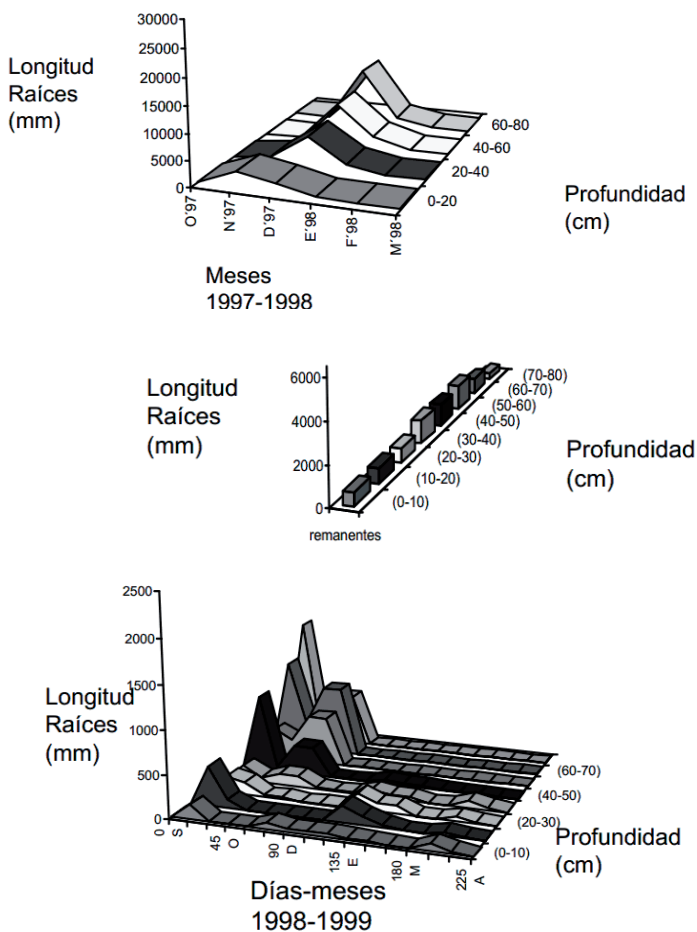 30000
25000
20000
15000
10000
5000
0
Longitud
Raíces
(mm)
O'97
N'97
D'97
E'98
F'98
M'98
60-80
40-60
20-40
0-20
Profundidad
(cm)
Meses
1997-1998
6000
4000
2000
0
Longitud
Raíces
(mm)
(70-80)
(60-70)
(50-60)
(40-50)
(30-40)
(20-30)
(10-20)
(0-10)
Profundidad
(cm)
remanentes
2500
2000
1500
1000
500
0
Longitud
Raíces
(mm)
(60-70)
(40-50)
(20-30)
(0-10)
Profundidad
(cm)
0
S
45
O
90
D
135
E
180
M
225
A
Días-meses
1998-1999